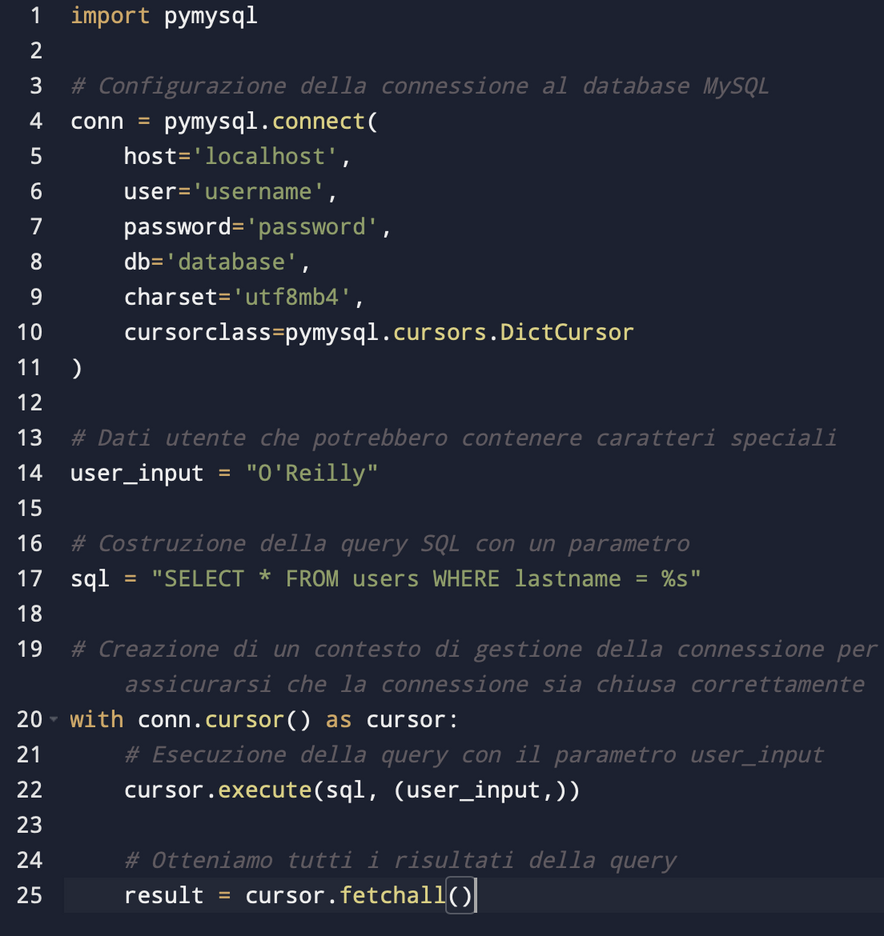 1 import pymysql
2
3 # Configurazione della connessione al database MySQL
4 conn = pymysql.connect(
5     host='localhost',
6     user='username',
7     password='password',
8     db='database',
9     charset='utf8mb4',
10     cursorclass=pymysql.cursors.DictCursor
11 )
12
13 # Dati utente che potrebbero contenere caratteri speciali
14 user_input = "O'Reilly"
15
16 # Costruzione della query SQL con un parametro
17 sql = "SELECT * FROM users WHERE lastname = %s"
18
19 # Creazione di un contesto di gestione della connessione per
assicurarsi che la connessione sia chiusa correttamente
20 with conn.cursor() as cursor:
21     # Esecuzione della query con il parametro user_input
22     cursor.execute(sql, (user_input,))
23
24     # Otteniamo tutti i risultati della query
25     result = cursor.fetchall()